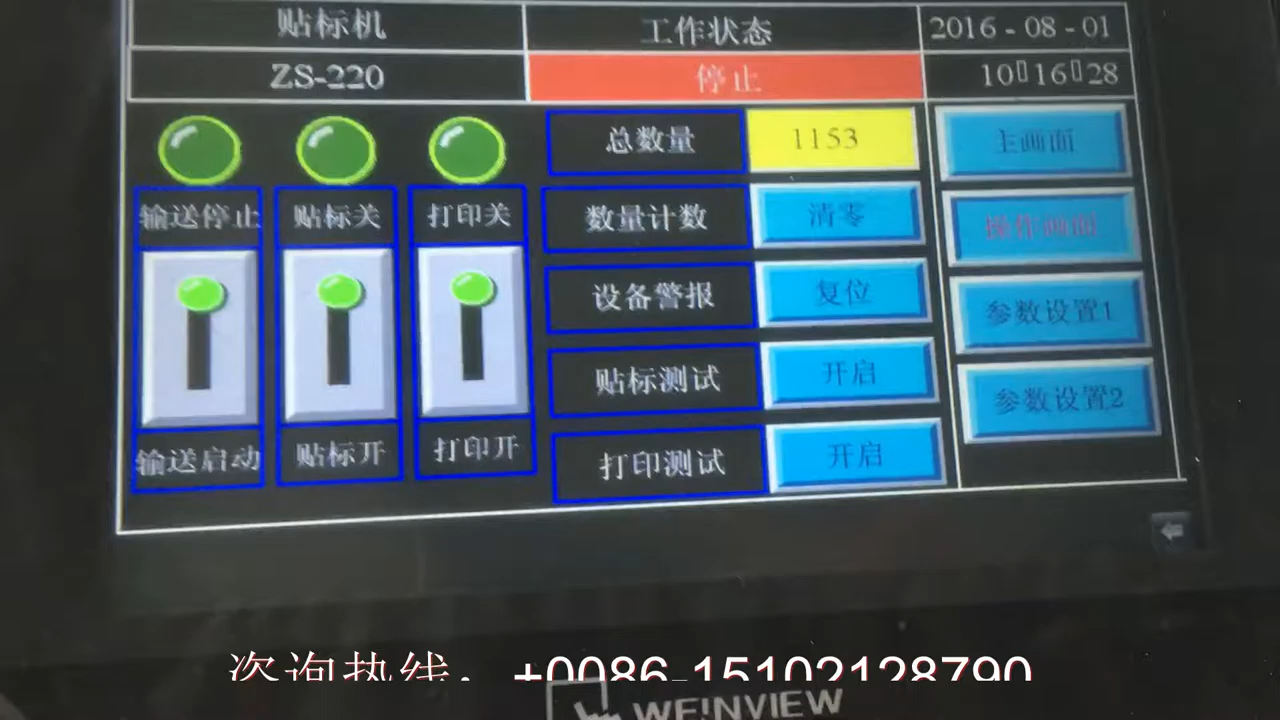 贴标机 工作状态 2016-08-01
ZS-220 停止 10▯16▯28
总数量 1153 主画面
输送停止 贴标关 打印关 数量计数 清零 操作画面
设备警报 复位 参数设置1
贴标测试 开启 参数设置2
输送启动 贴标开 打印开 打印测试 开启
咨询热线：+0086-15102128790
WEINVIEW